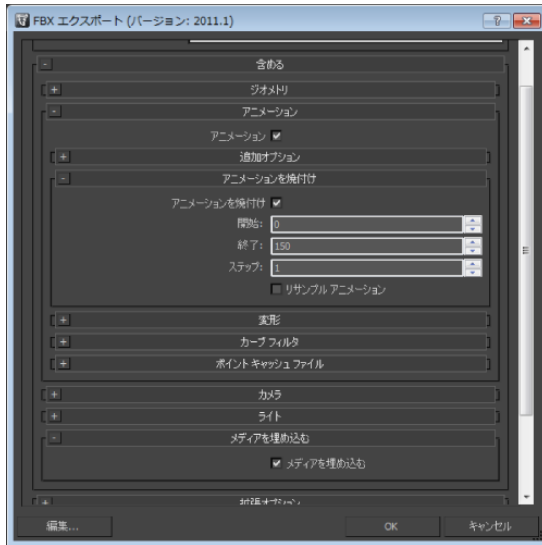 FBX エクスポート (バージョン: 2011.1)
含める
ジオメトリ
アニメーション
アニメーション
追加オプション
アニメーションを焼付け
アニメーションを焼付け
開始: 0
終了: 150
ステップ: 1
リサンプル アニメーション
変形
カーブ フィルタ
ポイント キャッシュ ファイル
カメラ
ライト
メディアを埋め込む
メディアを埋め込む
拡張オプション
編集... OK キャンセル